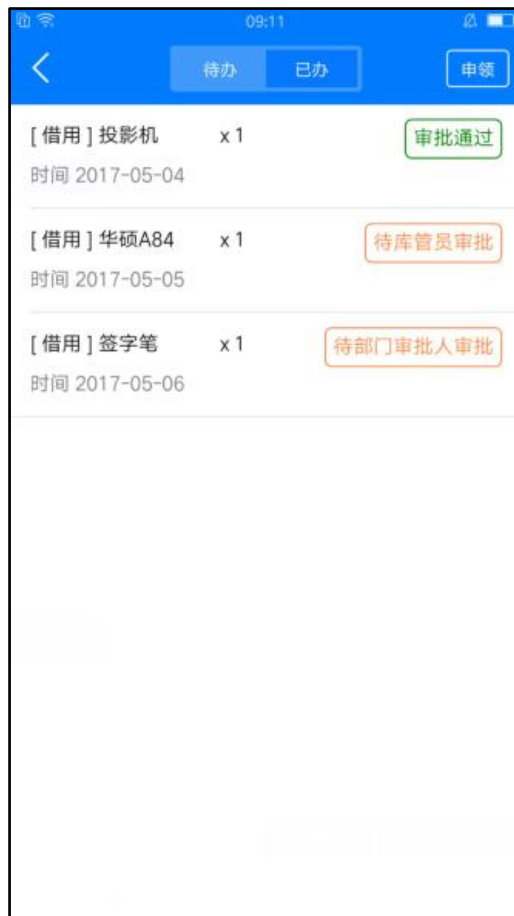 09:11
待办 已办 申领
[ 借用 ] 投影机 x 1 审批通过
时间 2017-05-04
[ 借用 ] 华硕A84 x 1 待库管员审批
时间 2017-05-05
[ 借用 ] 签字笔 x 1 待部门审批人审批
时间 2017-05-06